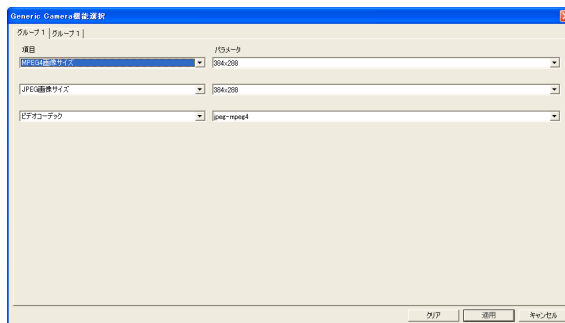 Generic Camera機能選択
グループ1 グループ1
項目 パラメータ
MPEG4画像サイズ 384x288
JPEG画像サイズ 384x288
ビデオコーデック jpeg-mpeg4
クリア 適用 キャンセル